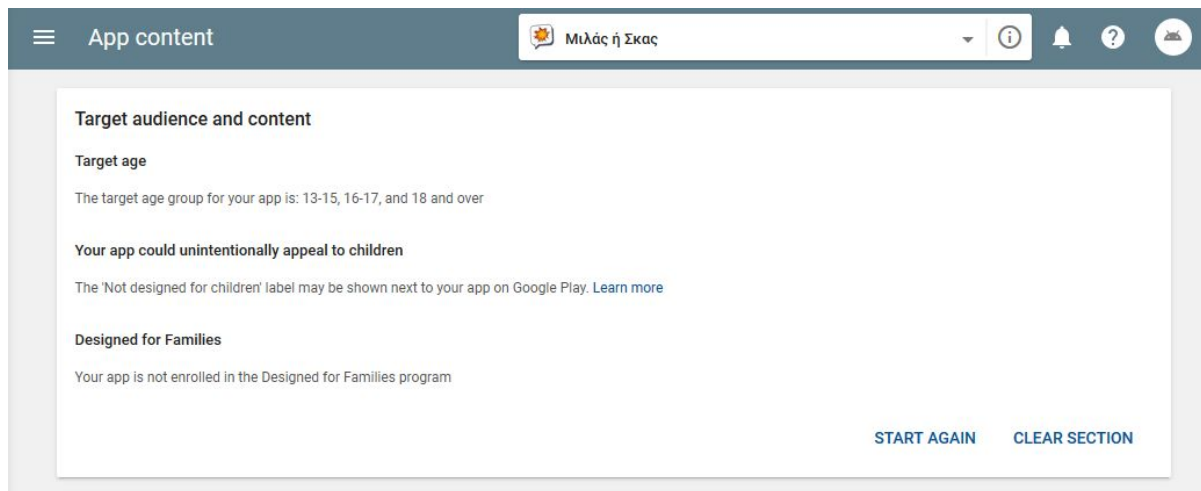 App content
Μιλάς ή Σκας
Target audience and content
Target age
The target age group for your app is: 13-15, 16-17, and 18 and over
Your app could unintentionally appeal to children
The 'Not designed for children' label may be shown next to your app on Google Play. Learn more
Designed for Families
Your app is not enrolled in the Designed for Families program
START AGAIN CLEAR SECTION